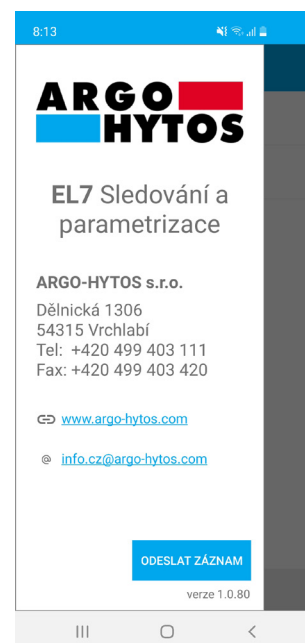 8:13
ARGO
HYTOS
EL7 Sledování a
parametrizace
ARGO-HYTOS s.r.o.
Dělnická 1306
54315 Vrchlabí
Tel: +420 499 403 111
Fax: +420 499 403 420
www.argo-hytos.com
@ info.cz@argo-hytos.com
ODESLAT ZÁZNAM
verze 1.0.80